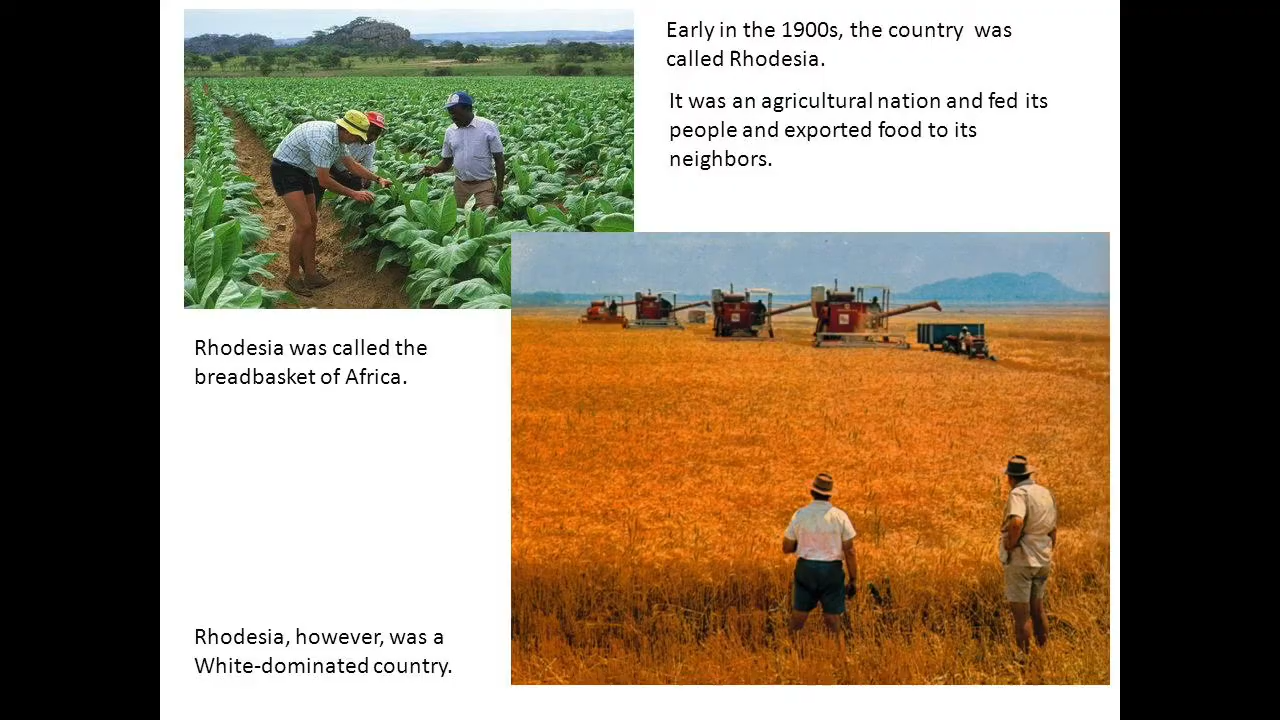 Early in the 1900s, the country was
called Rhodesia.
It was an agricultural nation and fed its
people and exported food to its
neighbors.
Rhodesia was called the
breadbasket of Africa.
Rhodesia, however, was a
White-dominated country.